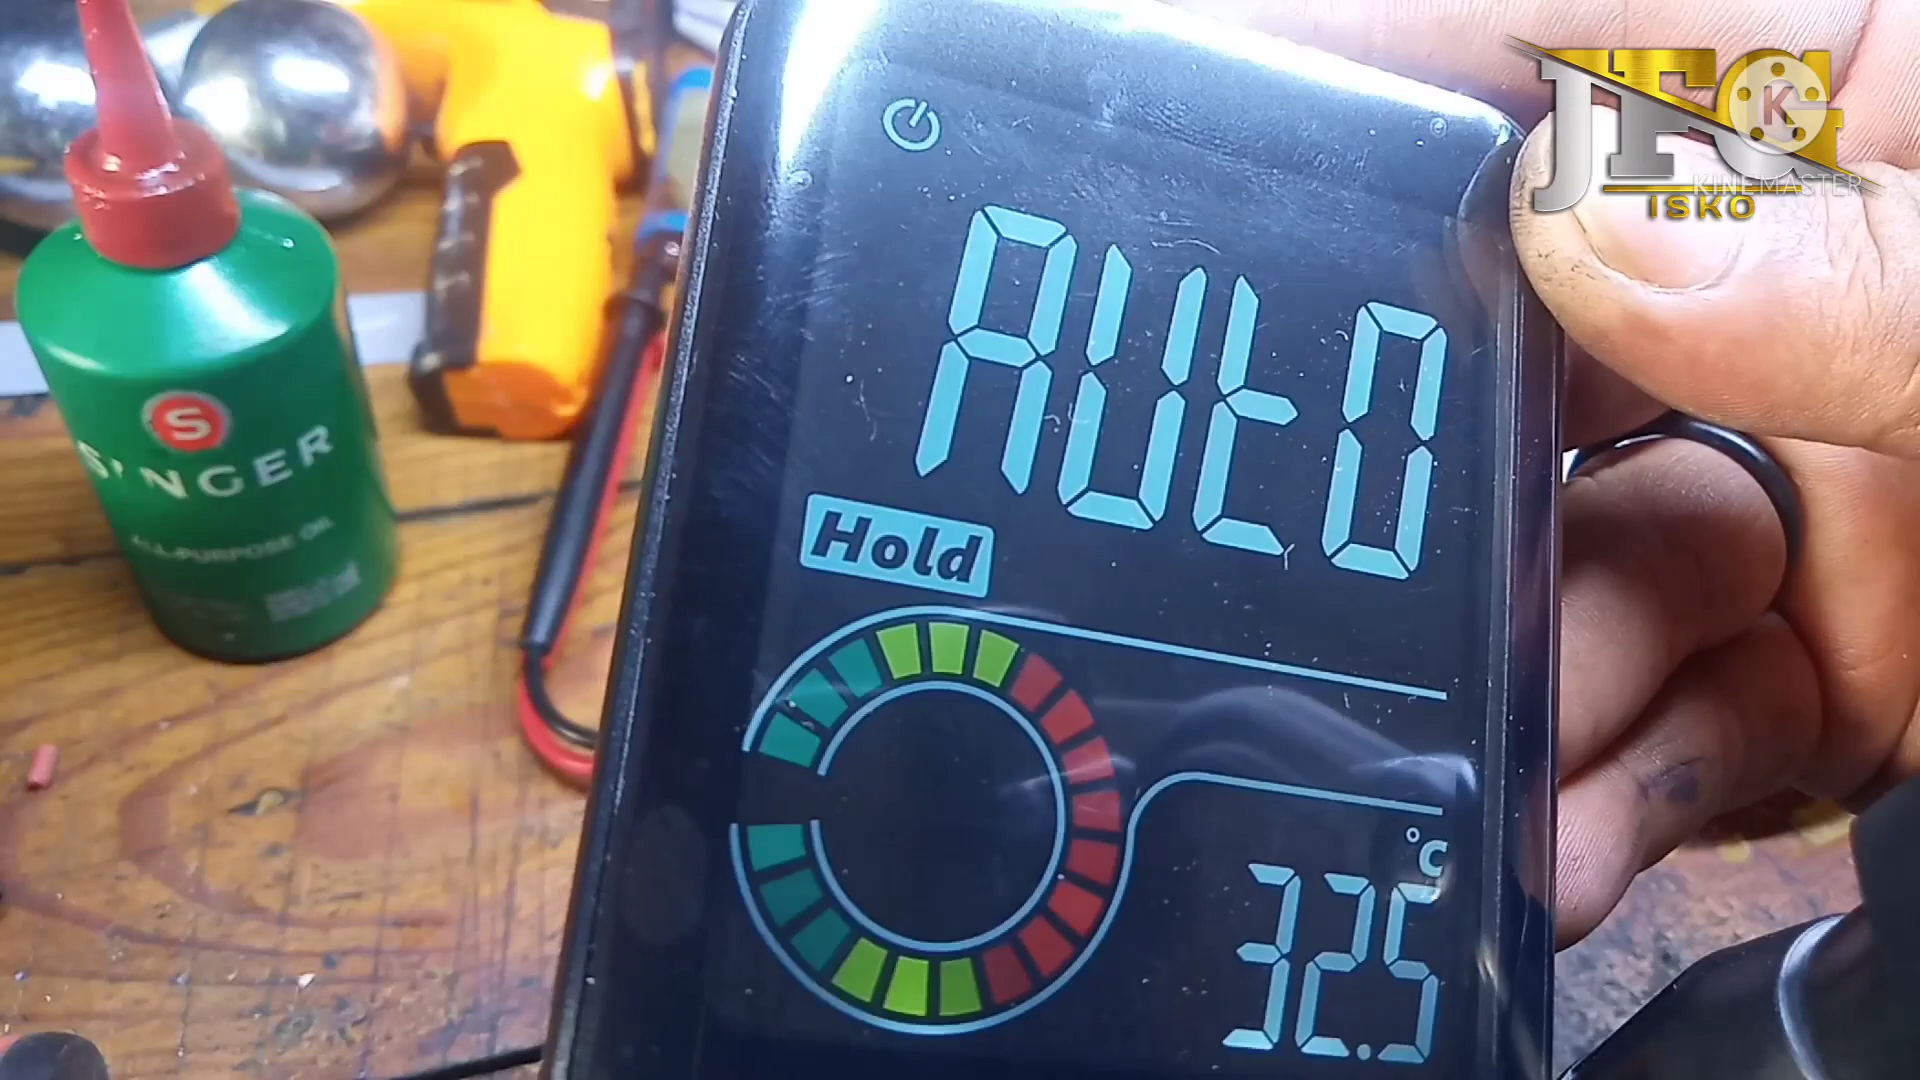 JFG
KINEMASTER
ISKO
AUtO
Hold
°C
32.5
S
SINGER
ALL-PURPOSE OIL